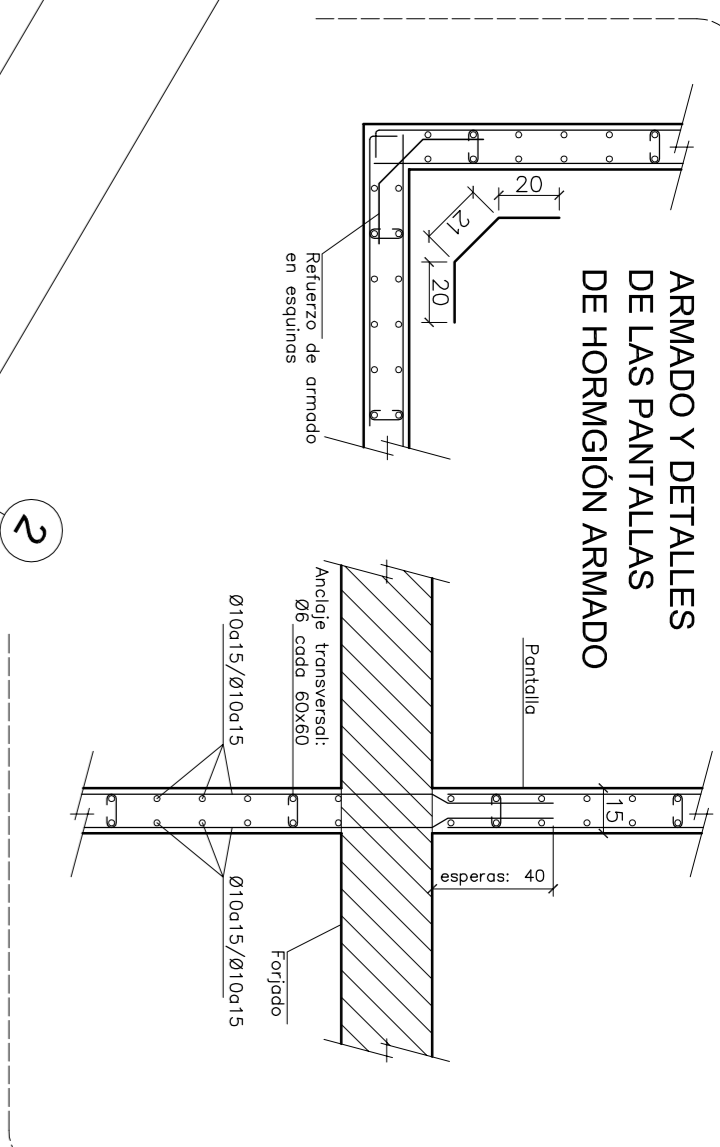 ARMADO Y DETALLES
DE LAS PANTALLAS
DE HORMGIÓN ARMADO
20
21
20
Refuerzo de armado
en esquinas
Pantalla
15
esperas: 40
Anclaje transversal:
Ø6 cada 60x60
Ø10a15/Ø10a15
Ø10a15/Ø10a15
Forjado
2